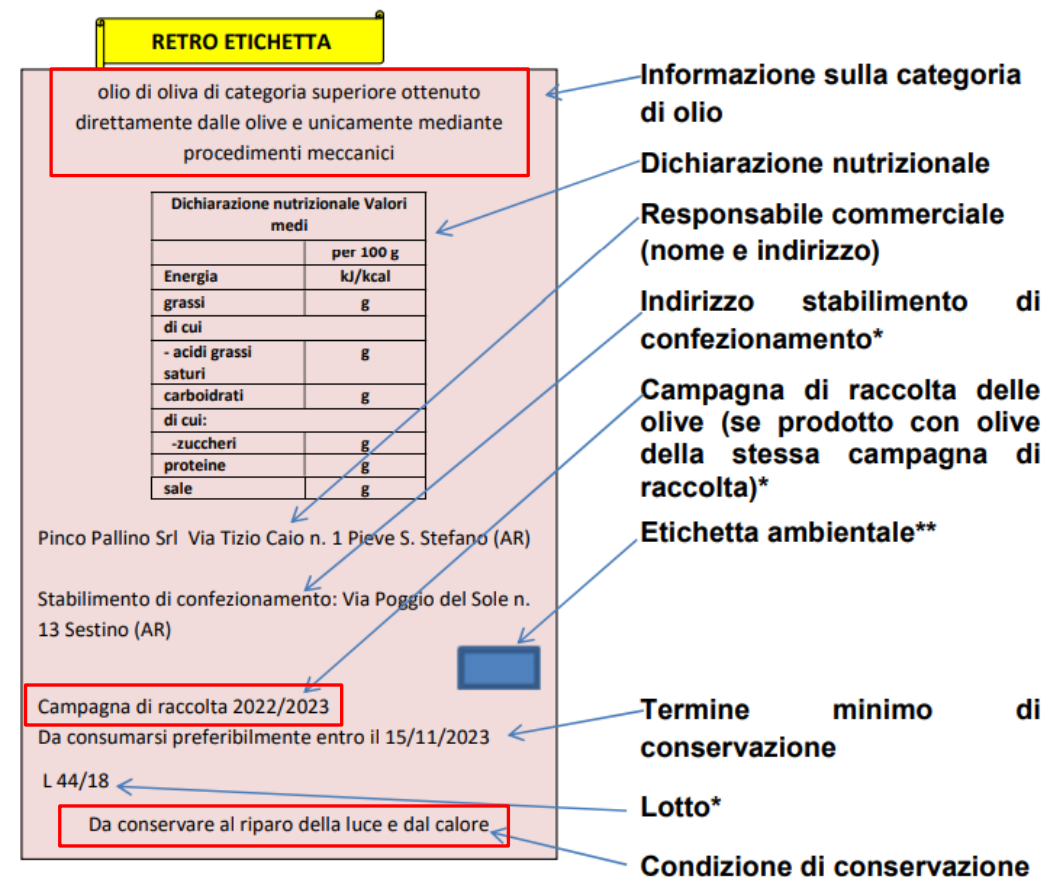 RETRO ETICHETTA
olio di oliva di categoria superiore ottenuto
direttamente dalle olive e unicamente mediante
procedimenti meccanici
Dichiarazione nutrizionale Valori
medi
per 100 g
Energia kJ/kcal
grassi g
di cui
- acidi grassi g
saturi
carboidrati g
di cui:
-zuccheri g
proteine g
sale g
Pinco Pallino Srl Via Tizio Caio n. 1 Pieve S. Stefano (AR)
Stabilimento di confezionamento: Via Poggio del Sole n.
13 Sestino (AR)
Campagna di raccolta 2022/2023
Da consumarsi preferibilmente entro il 15/11/2023
L 44/18
Da conservare al riparo della luce e dal calore
Informazione sulla categoria
di olio
Dichiarazione nutrizionale
Responsabile commerciale
(nome e indirizzo)
Indirizzo stabilimento di
confezionamento*
Campagna di raccolta delle
olive (se prodotto con olive
della stessa campagna di
raccolta)*
Etichetta ambientale**
Termine minimo di
conservazione
Lotto*
Condizione di conservazione